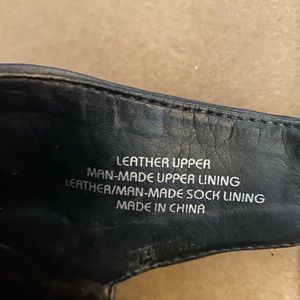 LEATHER UPPER
MAN-MADE UPPER LINING
LEATHER/MAN-MADE SOCK LINING
MADE IN CHINA